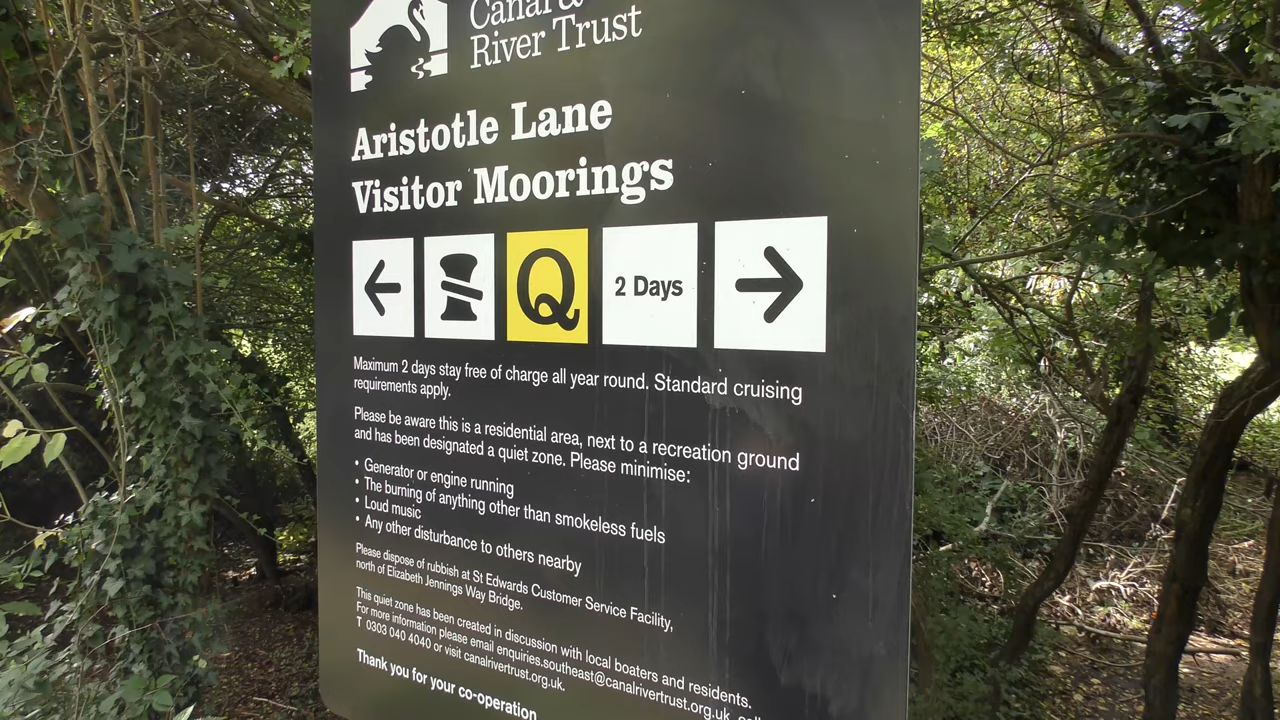 Canal &
River Trust
Aristotle Lane
Visitor Moorings
Q
2 Days
Maximum 2 days stay free of charge all year round. Standard cruising
requirements apply.
Please be aware this is a residential area, next to a recreation ground
and has been designated a quiet zone. Please minimise:
• Generator or engine running
• The burning of anything other than smokeless fuels
• Loud music
• Any other disturbance to others nearby
Please dispose of rubbish at St Edwards Customer Service Facility,
north of Elizabeth Jennings Way Bridge.
This quiet zone has been created in discussion with local boaters and residents.
For more information please email enquiries.southeast@canalrivertrust.org.uk, call
T 0303 040 4040 or visit canalrivertrust.org.uk.
Thank you for your co-operation